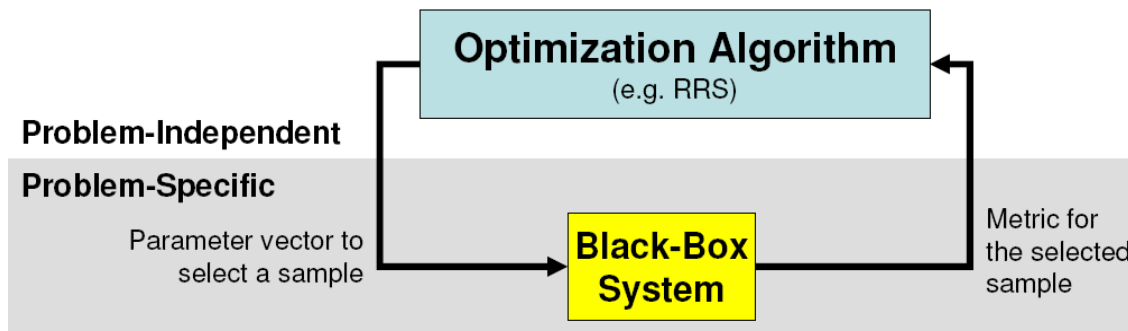 Optimization Algorithm
(e.g. RRS)
Problem-Independent
Problem-Specific
Parameter vector to
select a sample
Black-Box
System
Metric for
the selected
sample